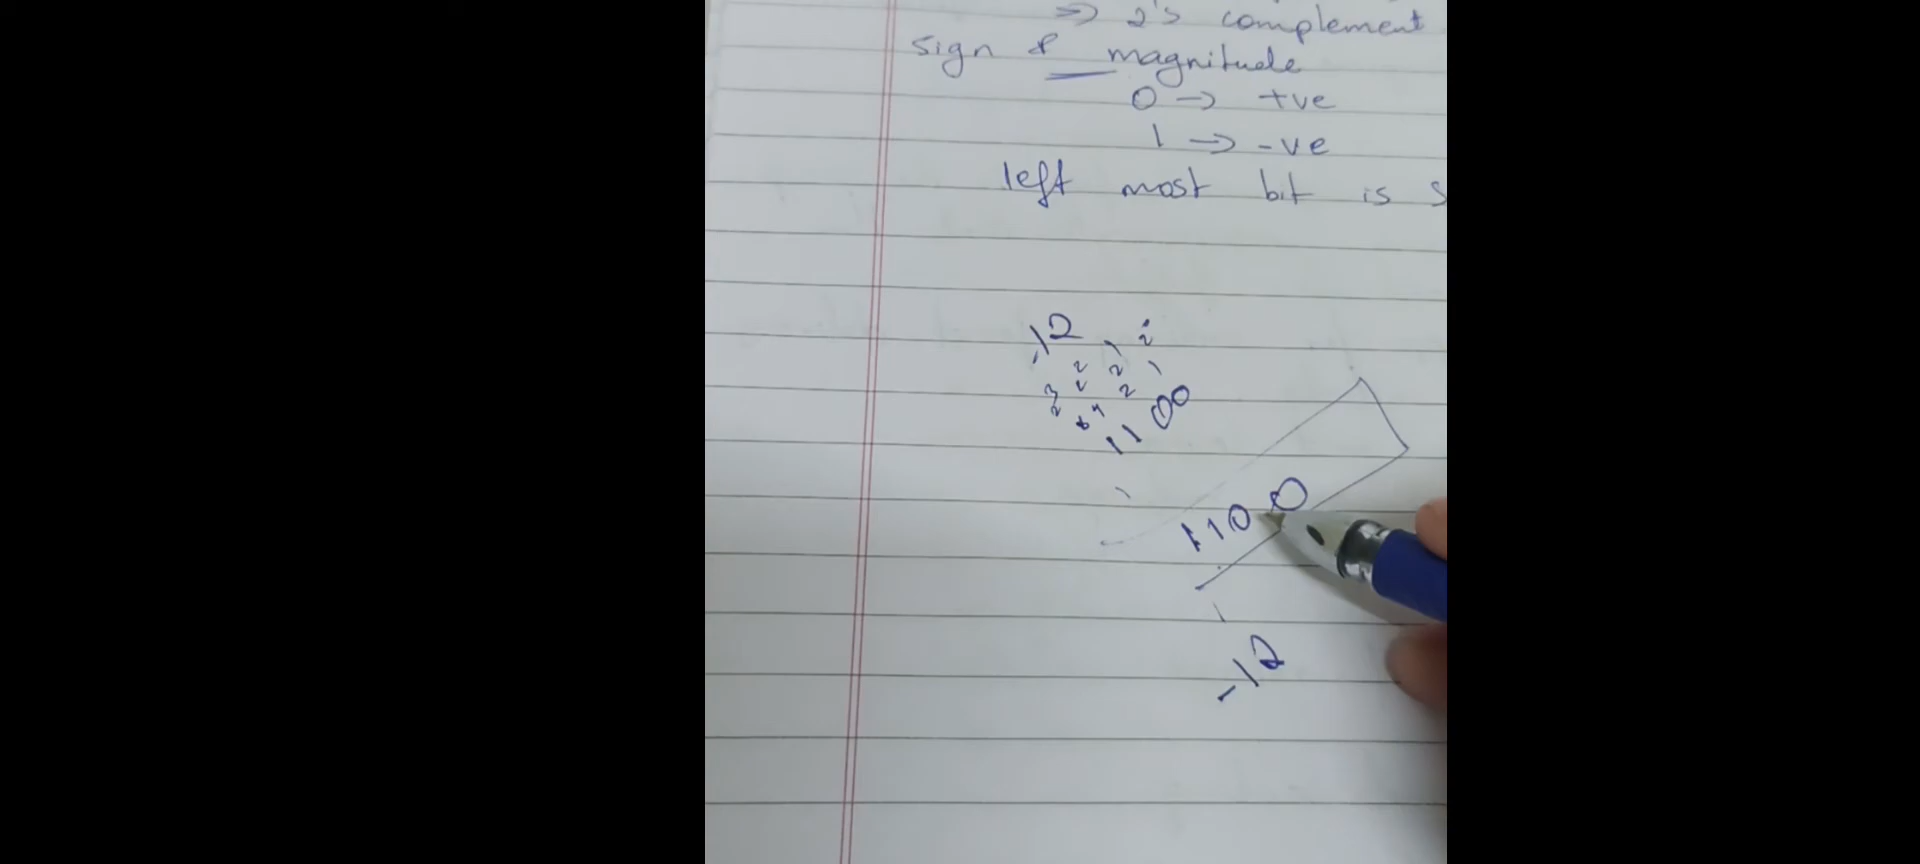 => 2's complement
sign & magnitude
0 -> +ve
1 -> -ve
left most bit is s
-12
1100
1100
-12